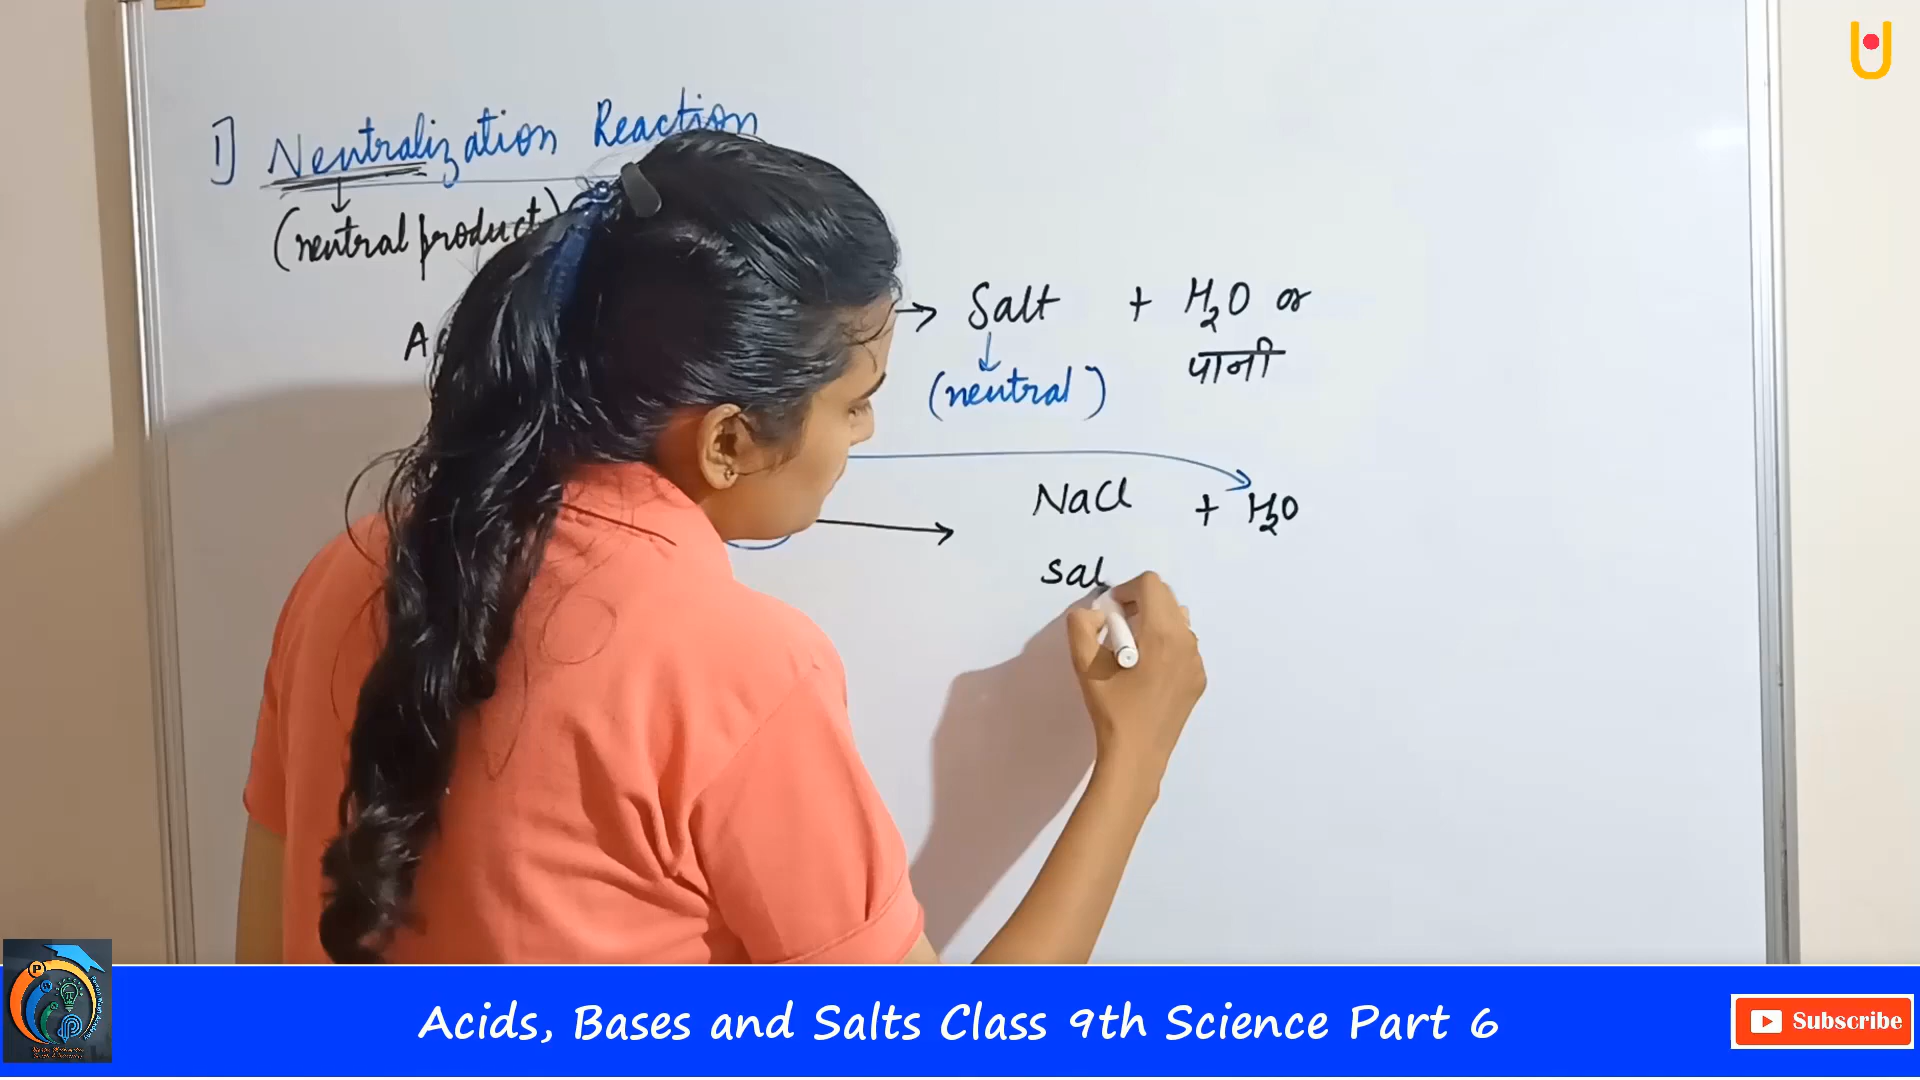 1] Neutralization Reaction
(neutral product)
→ Salt + H₂O or
पानी
(neutral)
NaCl + H₂O
sal
Acids, Bases and Salts Class 9th Science Part 6
Subscribe